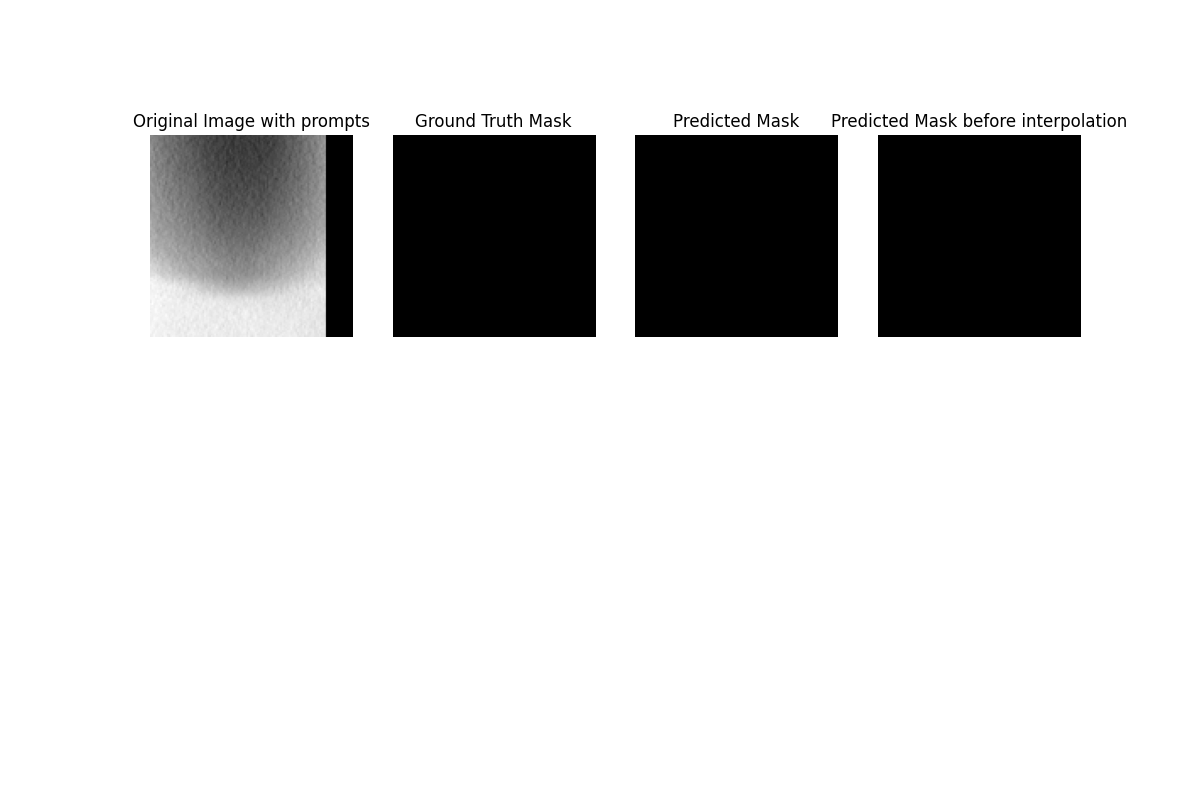 Original Image with prompts
Ground Truth Mask
Predicted Mask
Predicted Mask before interpolation